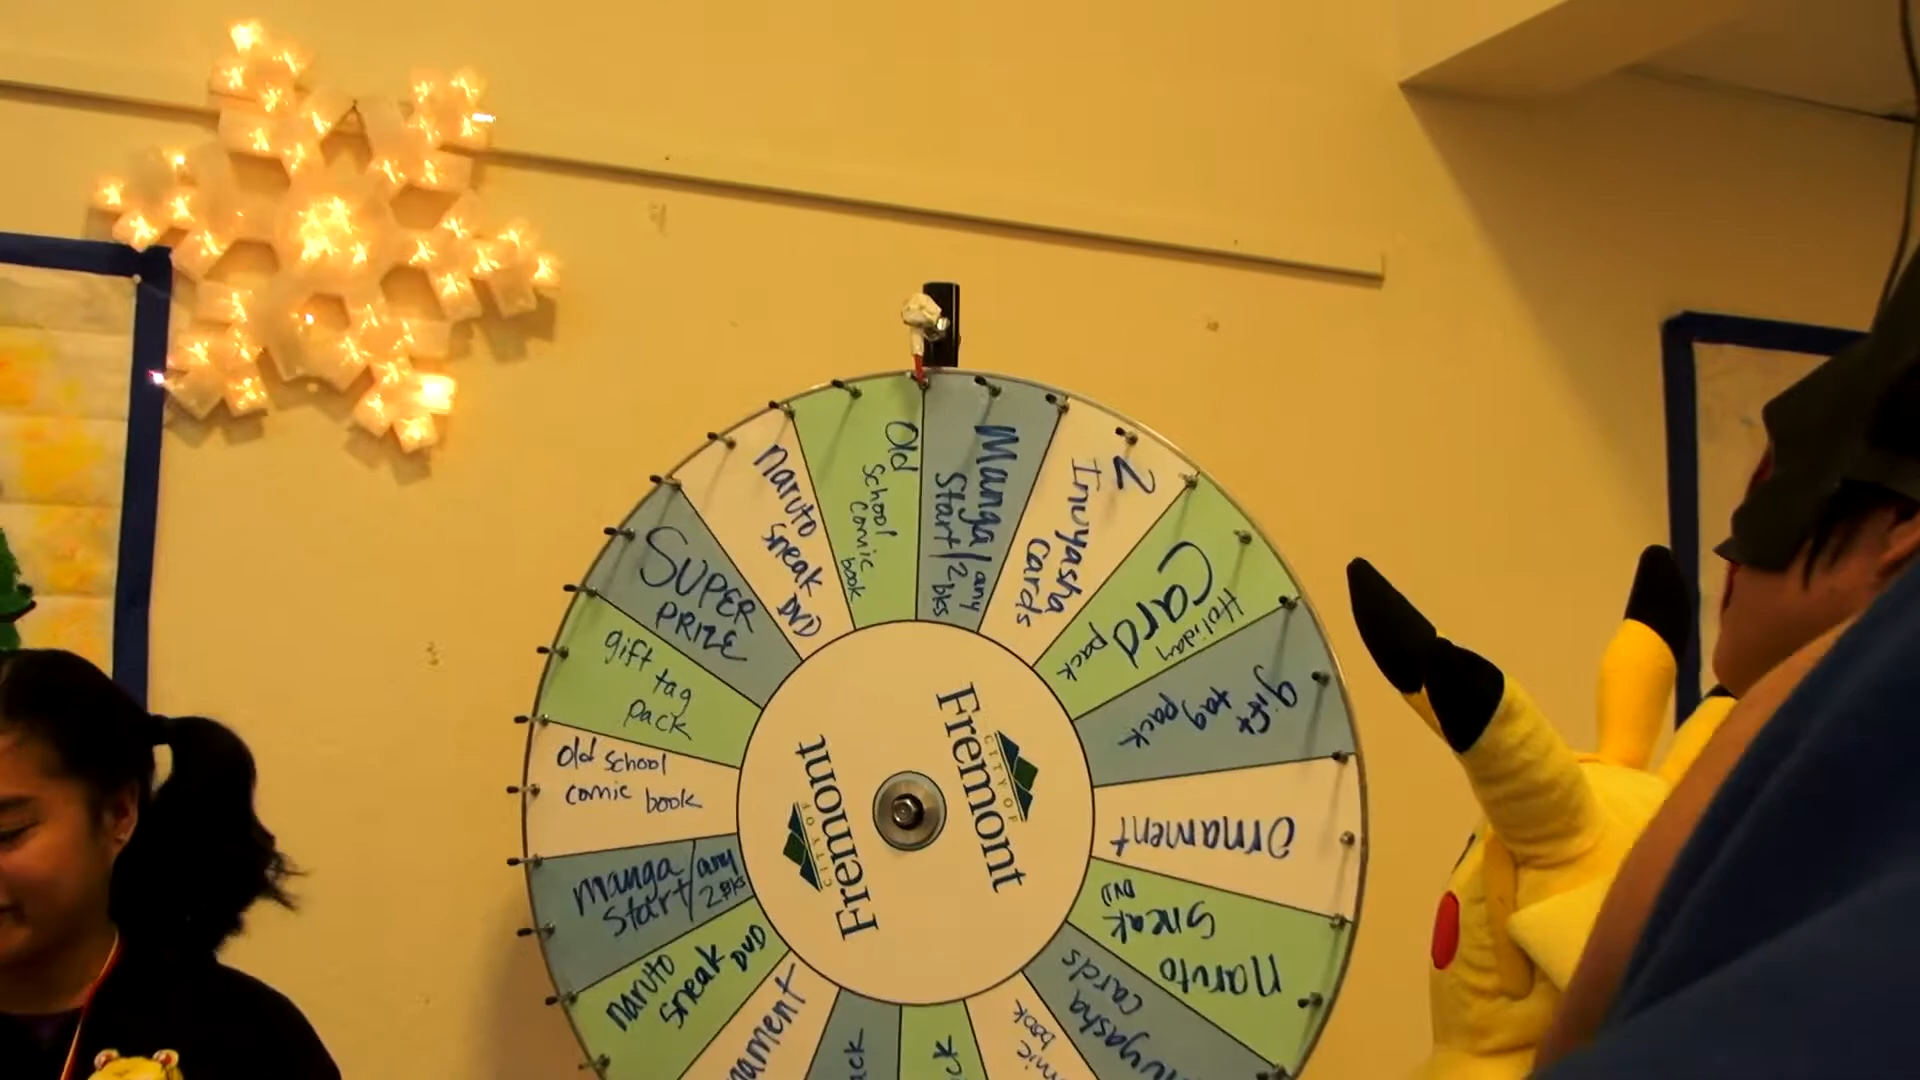 Old
School
Comic
book
Manga
Start/any
2 bks
2
Inuyasha
Cards
Card
Holiday
pack
gift
tag
pack
Ornament
Naruto
Sneak
DVD
Inuyasha
cards
book
Naruto
Sneak
DVD
manga
Start/any
2 Bks
Old School
comic book
gift tag
pack
SUPER
PRIZE
Naruto
Sneak
DVD
CITY OF
Fremont
CITY OF
Fremont